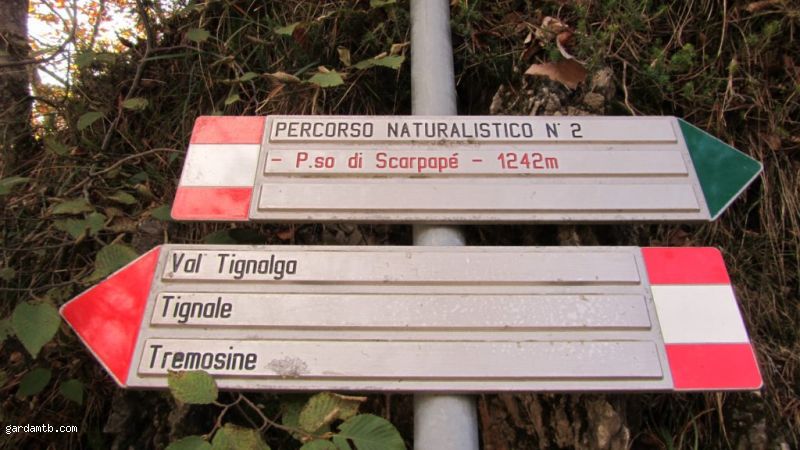 PERCORSO NATURALISTICO N° 2
- P.so di Scarpapé - 1242m
Val Tignalga
Tignale
Tremosine
gardamtb.com